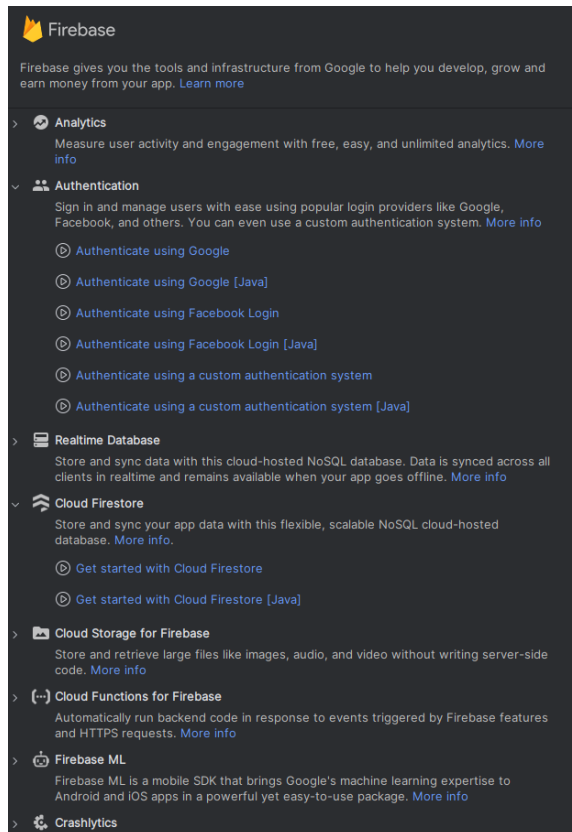 Firebase
Firebase gives you the tools and infrastructure from Google to help you develop, grow and
earn money from your app. Learn more
Analytics
Measure user activity and engagement with free, easy, and unlimited analytics. More
info
Authentication
Sign in and manage users with ease using popular login providers like Google,
Facebook, and others. You can even use a custom authentication system. More info
Authenticate using Google
Authenticate using Google [Java]
Authenticate using Facebook Login
Authenticate using Facebook Login [Java]
Authenticate using a custom authentication system
Authenticate using a custom authentication system [Java]
Realtime Database
Store and sync data with this cloud-hosted NoSQL database. Data is synced across all
clients in realtime and remains available when your app goes offline. More info
Cloud Firestore
Store and sync your app data with this flexible, scalable NoSQL cloud-hosted
database. More info.
Get started with Cloud Firestore
Get started with Cloud Firestore [Java]
Cloud Storage for Firebase
Store and retrieve large files like images, audio, and video without writing server-side
code. More info
Cloud Functions for Firebase
Automatically run backend code in response to events triggered by Firebase features
and HTTPS requests. More info
Firebase ML
Firebase ML is a mobile SDK that brings Google's machine learning expertise to
Android and iOS apps in a powerful yet easy-to-use package. More info
Crashlytics